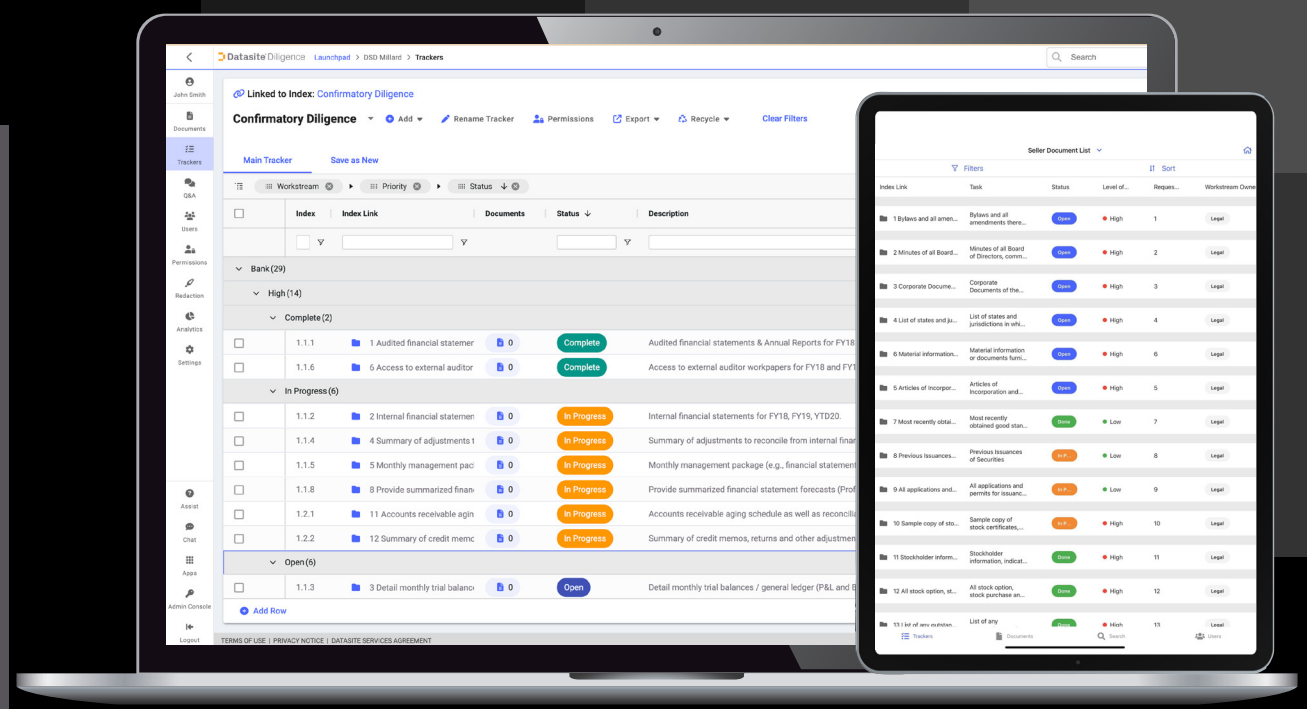 Datasite Diligence Launchpad > DSD Millard > Trackers
Search
John Smith
Documents
Trackers
Q&A
Users
Permissions
Redaction
Analytics
Settings
Assist
Chat
Apps
Admin Console
Logout
Linked to Index: Confirmatory Diligence
Confirmatory Diligence Add Rename Tracker Permissions Export Recycle Clear Filters
Main Tracker Save as New
Workstream Priority Status
Index Index Link Documents Status Description
Bank (29)
High (14)
Complete (2)
1.1.1 1 Audited financial statemen 0 Complete Audited financial statements & Annual Reports for FY18
1.1.6 6 Access to external auditor 0 Complete Access to external auditor workpapers for FY18 and FY1
In Progress (6)
1.1.2 2 Internal financial statemen 0 In Progress Internal financial statements for FY18, FY19, YTD20.
1.1.4 4 Summary of adjustments t 0 In Progress Summary of adjustments to reconcile from internal finan
1.1.5 5 Monthly management pac 0 In Progress Monthly management package (e.g., financial statement
1.1.8 8 Provide summarized finan 0 In Progress Provide summarized financial statement forecasts (Prof
1.2.1 11 Accounts receivable agin 0 In Progress Accounts receivable aging schedule as well as reconcilia
1.2.2 12 Summary of credit memo 0 In Progress Summary of credit memos, returns and other adjustmen
Open (6)
1.1.3 3 Detail monthly trial balanc 0 Open Detail monthly trial balances / general ledger (P&L and B
Add Row
TERMS OF USE | PRIVACY NOTICE | DATASITE SERVICES AGREEMENT
Seller Document List
Filters Sort
Index Link Task Status Level of... Reques... Workstream Owne
1 Bylaws and all amen... Bylaws and all
amendments there... Open High 1 Legal
2 Minutes of all Board... Minutes of all Board
of Directors, comm... Open High 2 Legal
3 Corporate Docume... Corporate
Documents of the... Open High 3 Legal
4 List of states and ju... List of states and
jurisdictions in whi... Open High 4 Legal
6 Material information... Material information
or documents furni... Open High 6 Legal
5 Articles of Incorpor... Articles of
Incorporation and... Open High 5 Legal
7 Most recently obtai... Most recently
obtained good stan... Done Low 7 Legal
8 Previous Issuances... Previous Issuances
of Securities In P... Low 8 Legal
9 All applications and... All applications and
permits for issuanc... In P... Low 9 Legal
10 Sample copy of sto... Sample copy of
stock certificates,... In P... High 10 Legal
11 Stockholder inform... Stockholder
information, indicat... Done High 11 Legal
12 All stock option, st... All stock option,
stock purchase an... Done High 12 Legal
13 List of any outstan... List of any
Done High 13 Legal
Trackers Documents Search Users